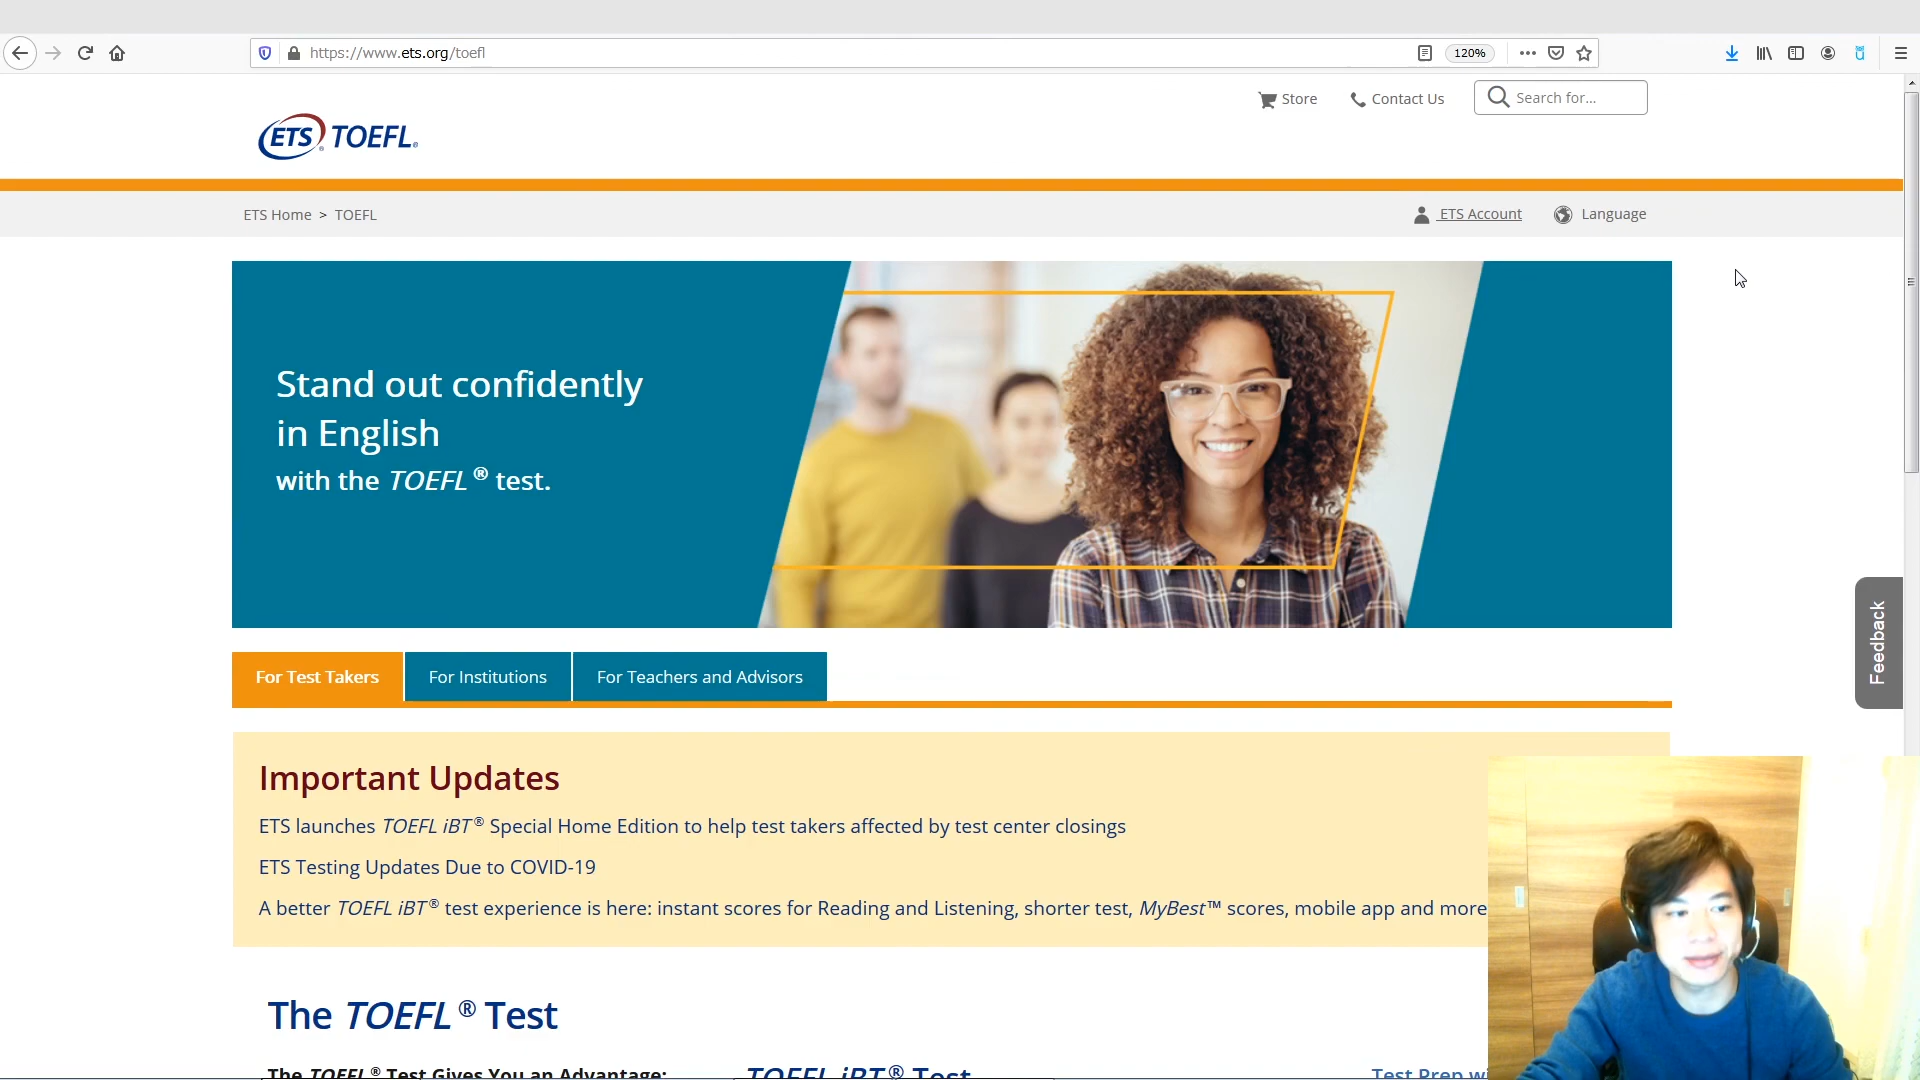 https://www.ets.org/toefl
120%
Store
Contact Us
Search for...
ETS® TOEFL®
ETS Home > TOEFL
ETS Account
Language
Stand out confidently
in English
with the TOEFL® test.
Feedback
For Test Takers
For Institutions
For Teachers and Advisors
Important Updates
ETS launches TOEFL iBT® Special Home Edition to help test takers affected by test center closings
ETS Testing Updates Due to COVID-19
A better TOEFL iBT® test experience is here: instant scores for Reading and Listening, shorter test, MyBest™ scores, mobile app and more
The TOEFL® Test
The TOEFL® Test Gives You an Advantage:
TOEFL iBT® Test
Test Prep